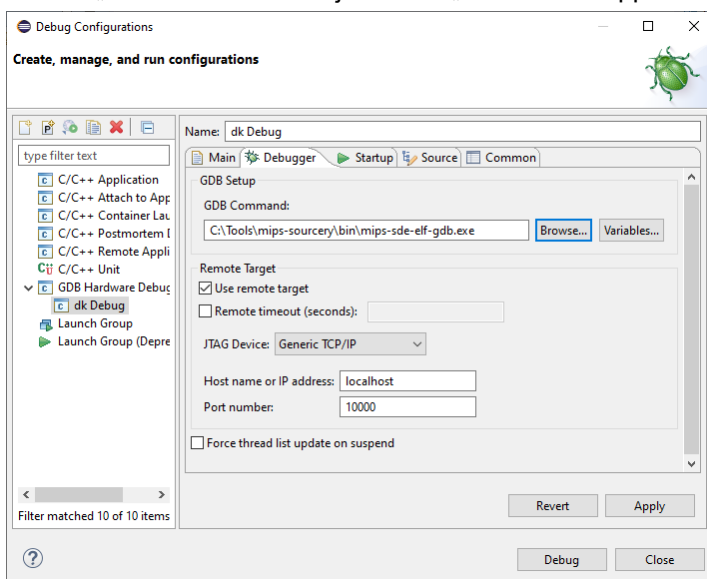 Debug Configurations
Create, manage, and run configurations
type filter text
C/C++ Application
C/C++ Attach to App
C/C++ Container Lau
C/C++ Postmortem
C/C++ Remote Appli
C/C++ Unit
GDB Hardware Debug
dk Debug
Launch Group
Launch Group (Depre
Filter matched 10 of 10 items
Name: dk Debug
Main Debugger Startup Source Common
GDB Setup
GDB Command:
C:\Tools\mips-sourcery\bin\mips-sde-elf-gdb.exe Browse... Variables...
Remote Target
Use remote target
Remote timeout (seconds):
JTAG Device: Generic TCP/IP
Host name or IP address: localhost
Port number: 10000
Force thread list update on suspend
Revert Apply
Debug Close